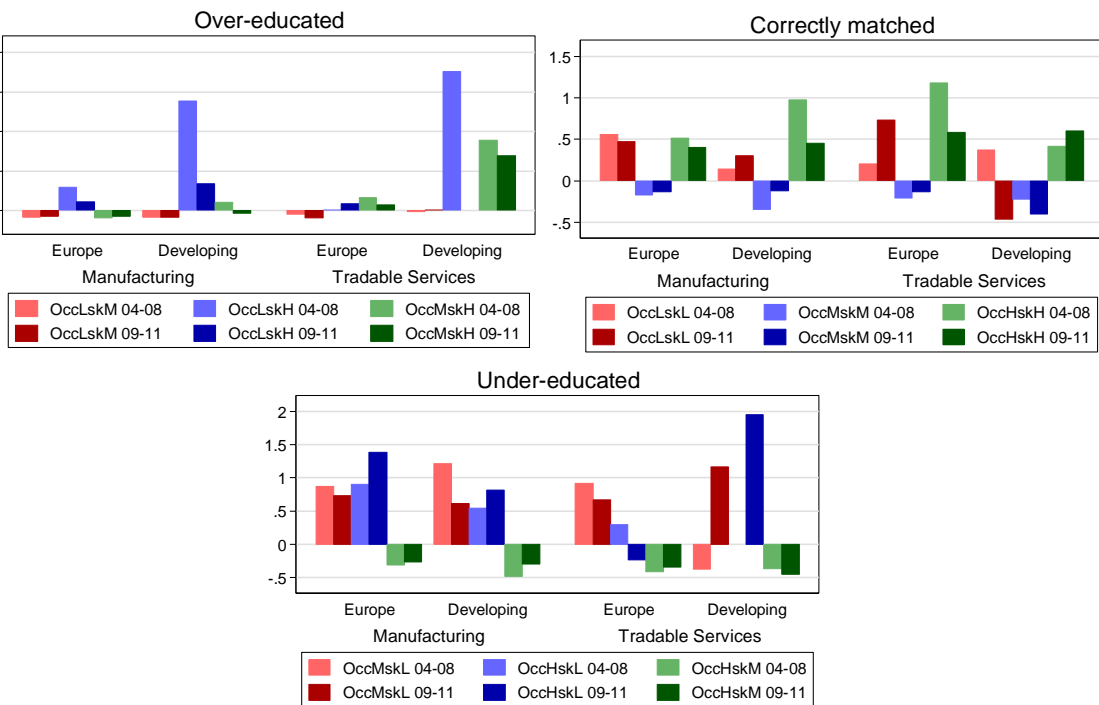 Over-educated
Europe Developing Europe Developing
Manufacturing Tradable Services
OccLskM 04-08 OccLskH 04-08 OccMskH 04-08
OccLskM 09-11 OccLskH 09-11 OccMskH 09-11
Correctly matched
1.5
1
.5
0
-.5
Europe Developing Europe Developing
Manufacturing Tradable Services
OccLskL 04-08 OccMskM 04-08 OccHskH 04-08
OccLskL 09-11 OccMskM 09-11 OccHskH 09-11
Under-educated
2
1.5
1
.5
0
-.5
Europe Developing Europe Developing
Manufacturing Tradable Services
OccMskL 04-08 OccHskL 04-08 OccHskM 04-08
OccMskL 09-11 OccHskL 09-11 OccHskM 09-11